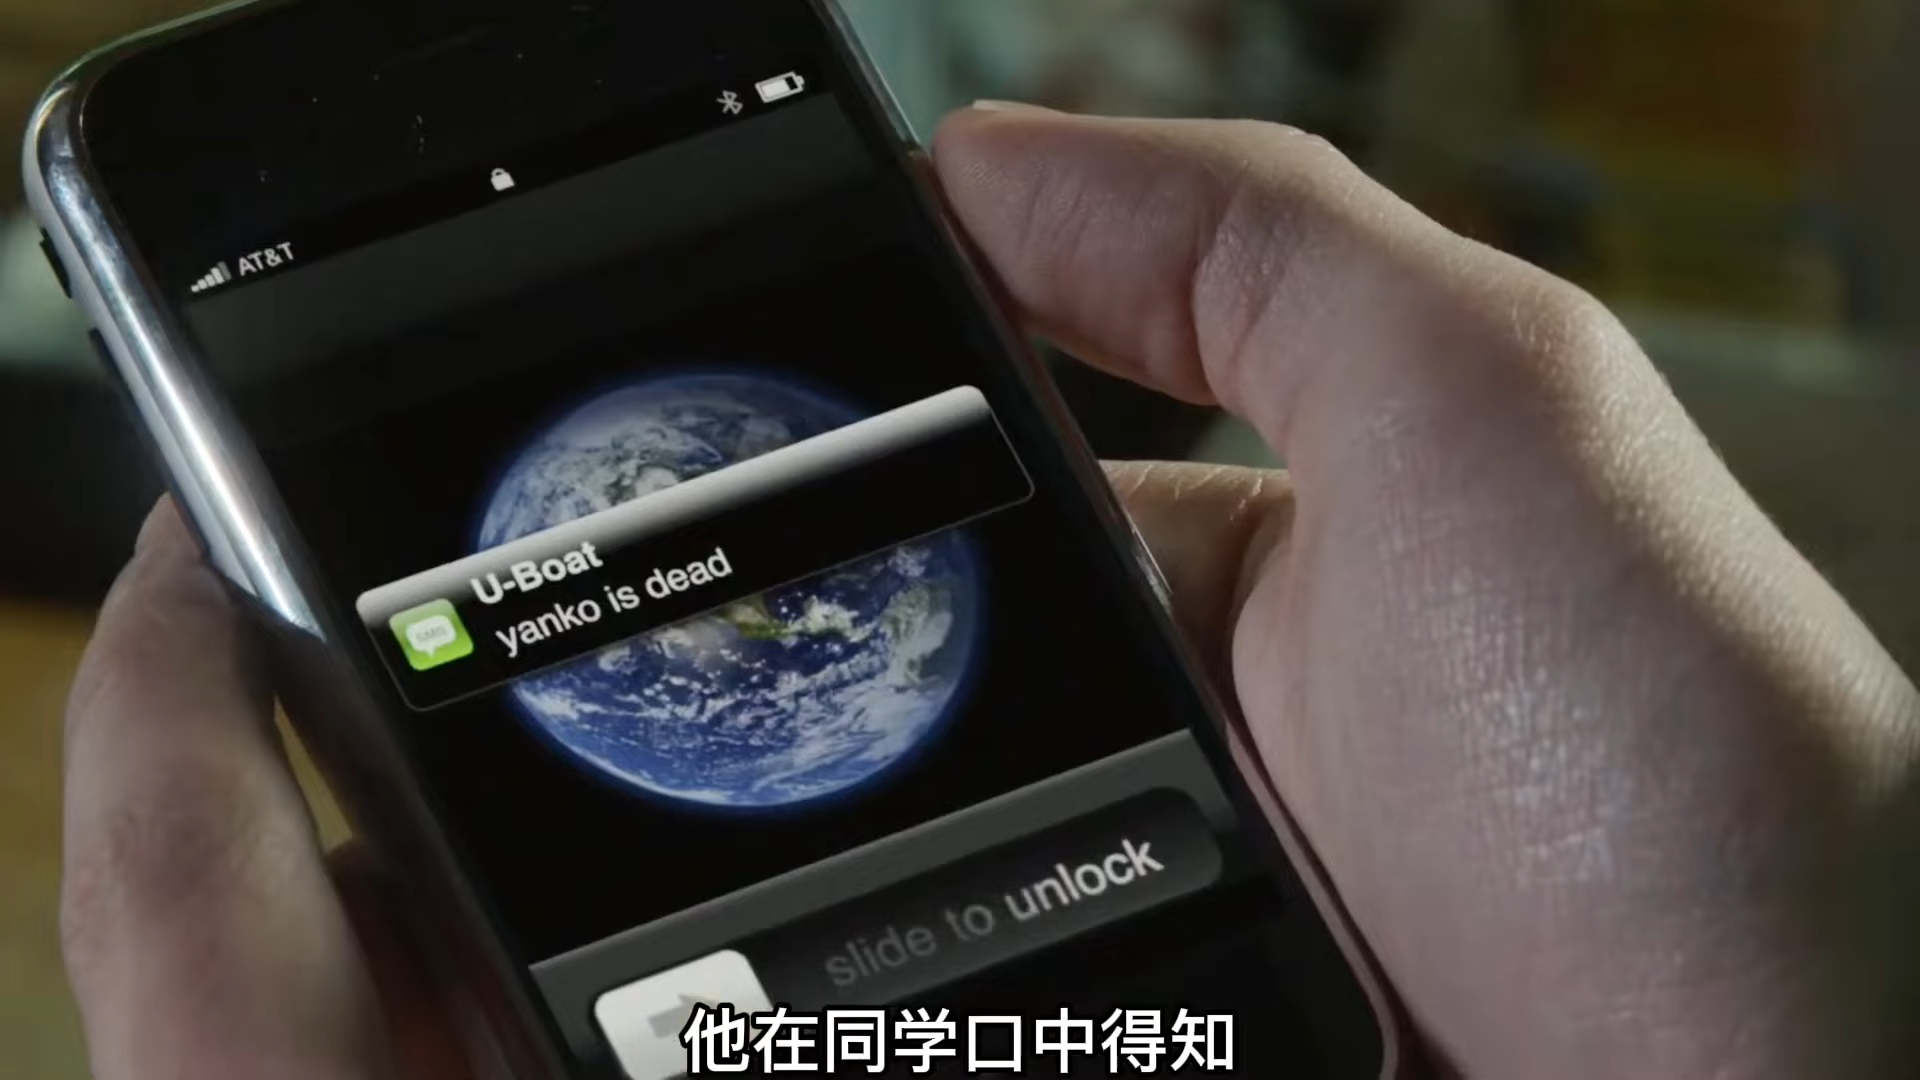 AT&T
U-Boat
yanko is dead
SMS
slide to unlock
他在同学口中得知